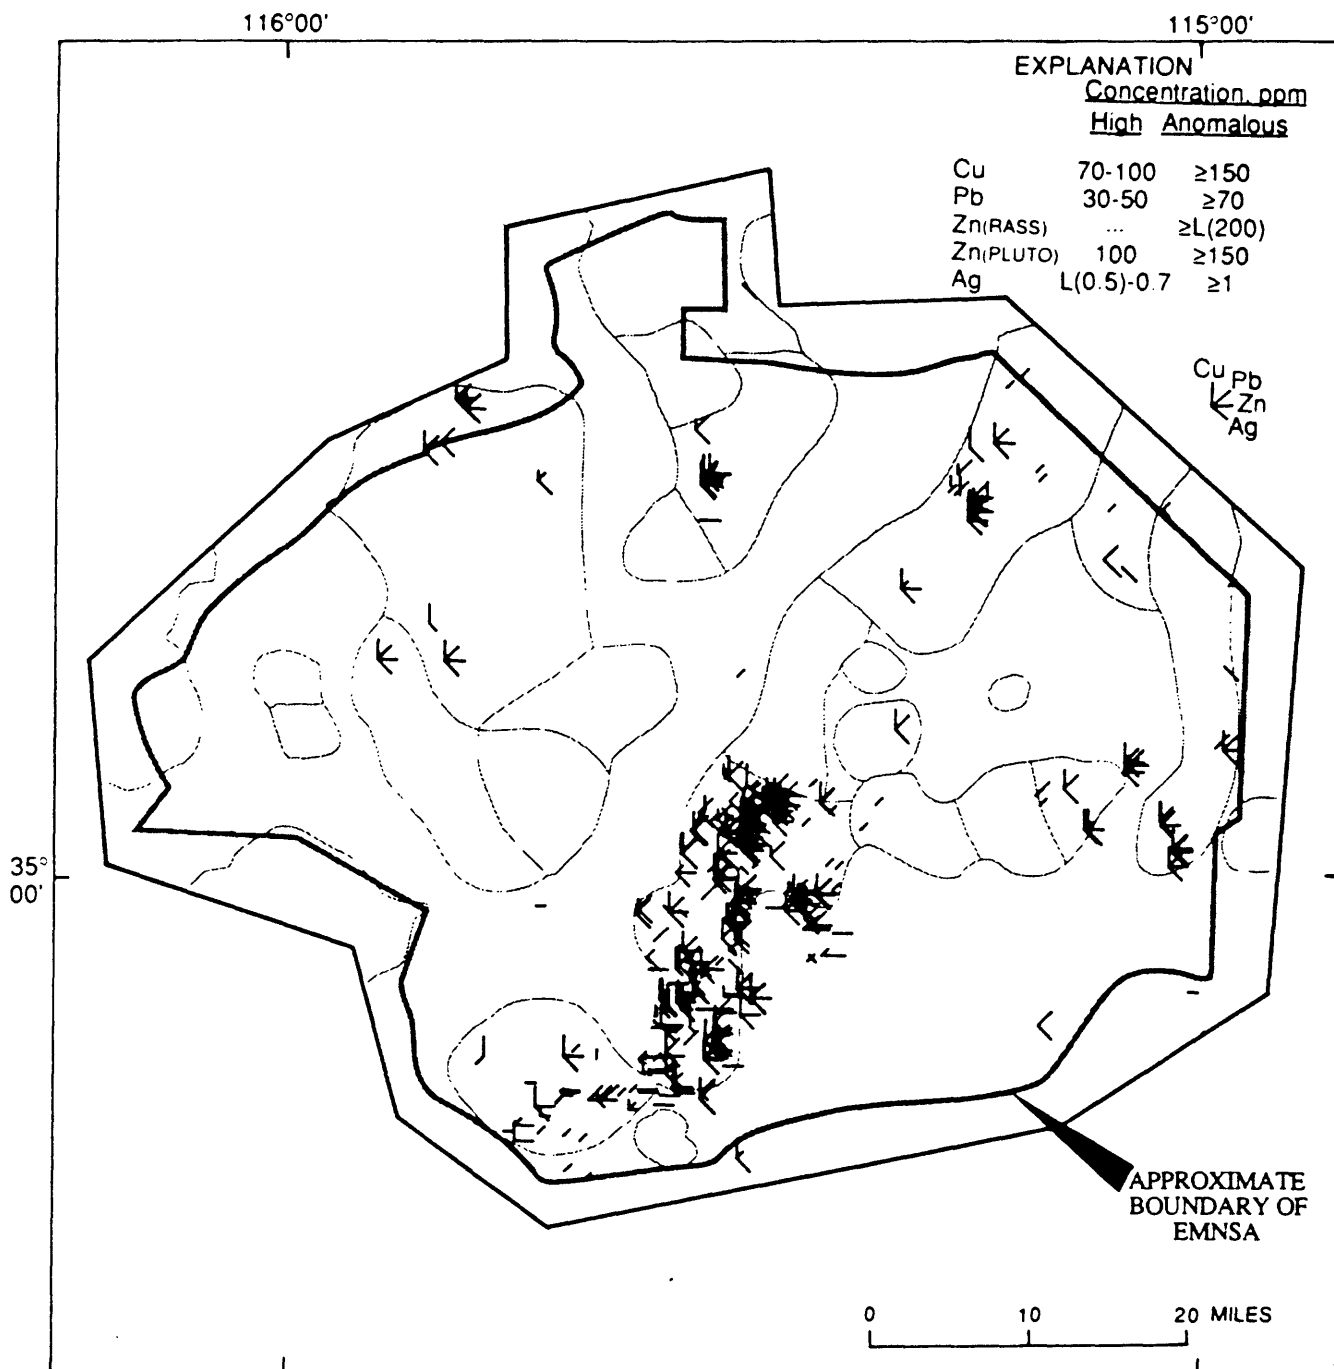 116°00' 115°00'
EXPLANATION
Concentration, ppm
High Anomalous
Cu 70-100 ≥150
Pb 30-50 ≥70
Zn(RASS) ... ≥L(200)
Zn(PLUTO) 100 ≥150
Ag L(0.5)-0.7 ≥1
Cu Pb
Zn
Ag
35°
00'
APPROXIMATE
BOUNDARY OF
EMNSA
0 10 20 MILES